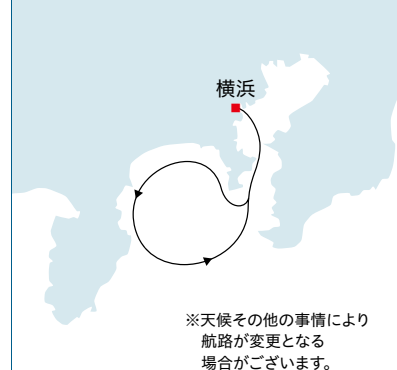 横浜
※天候その他の事情により
航路が変更となる
場合がございます。